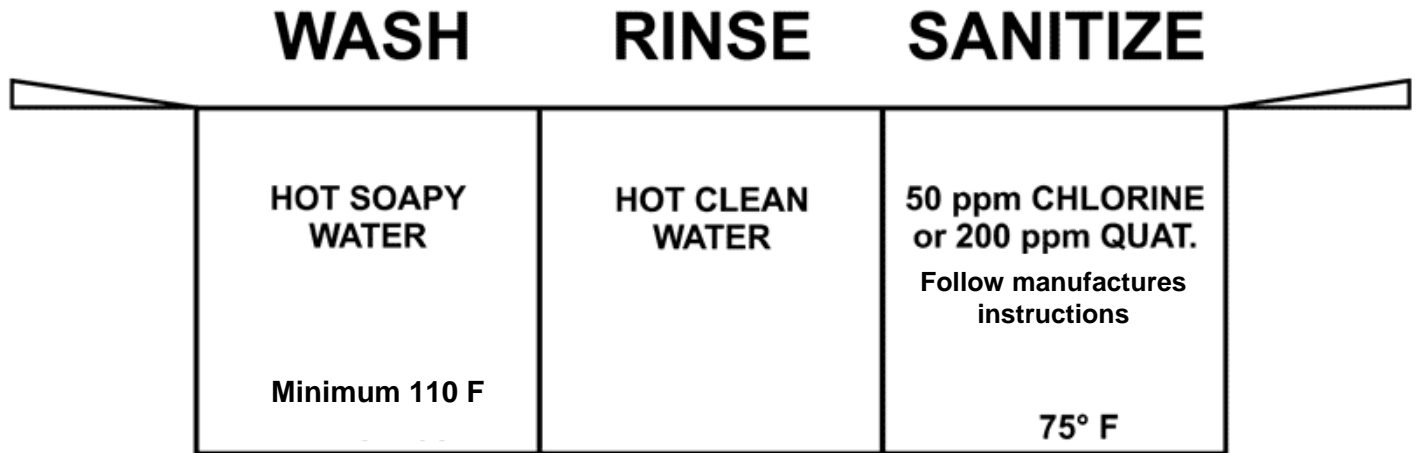 WASH
RINSE
SANITIZE
HOT SOAPY
WATER
Minimum 110 F
HOT CLEAN
WATER
50 ppm CHLORINE
or 200 ppm QUAT.
Follow manufactures
instructions
75° F